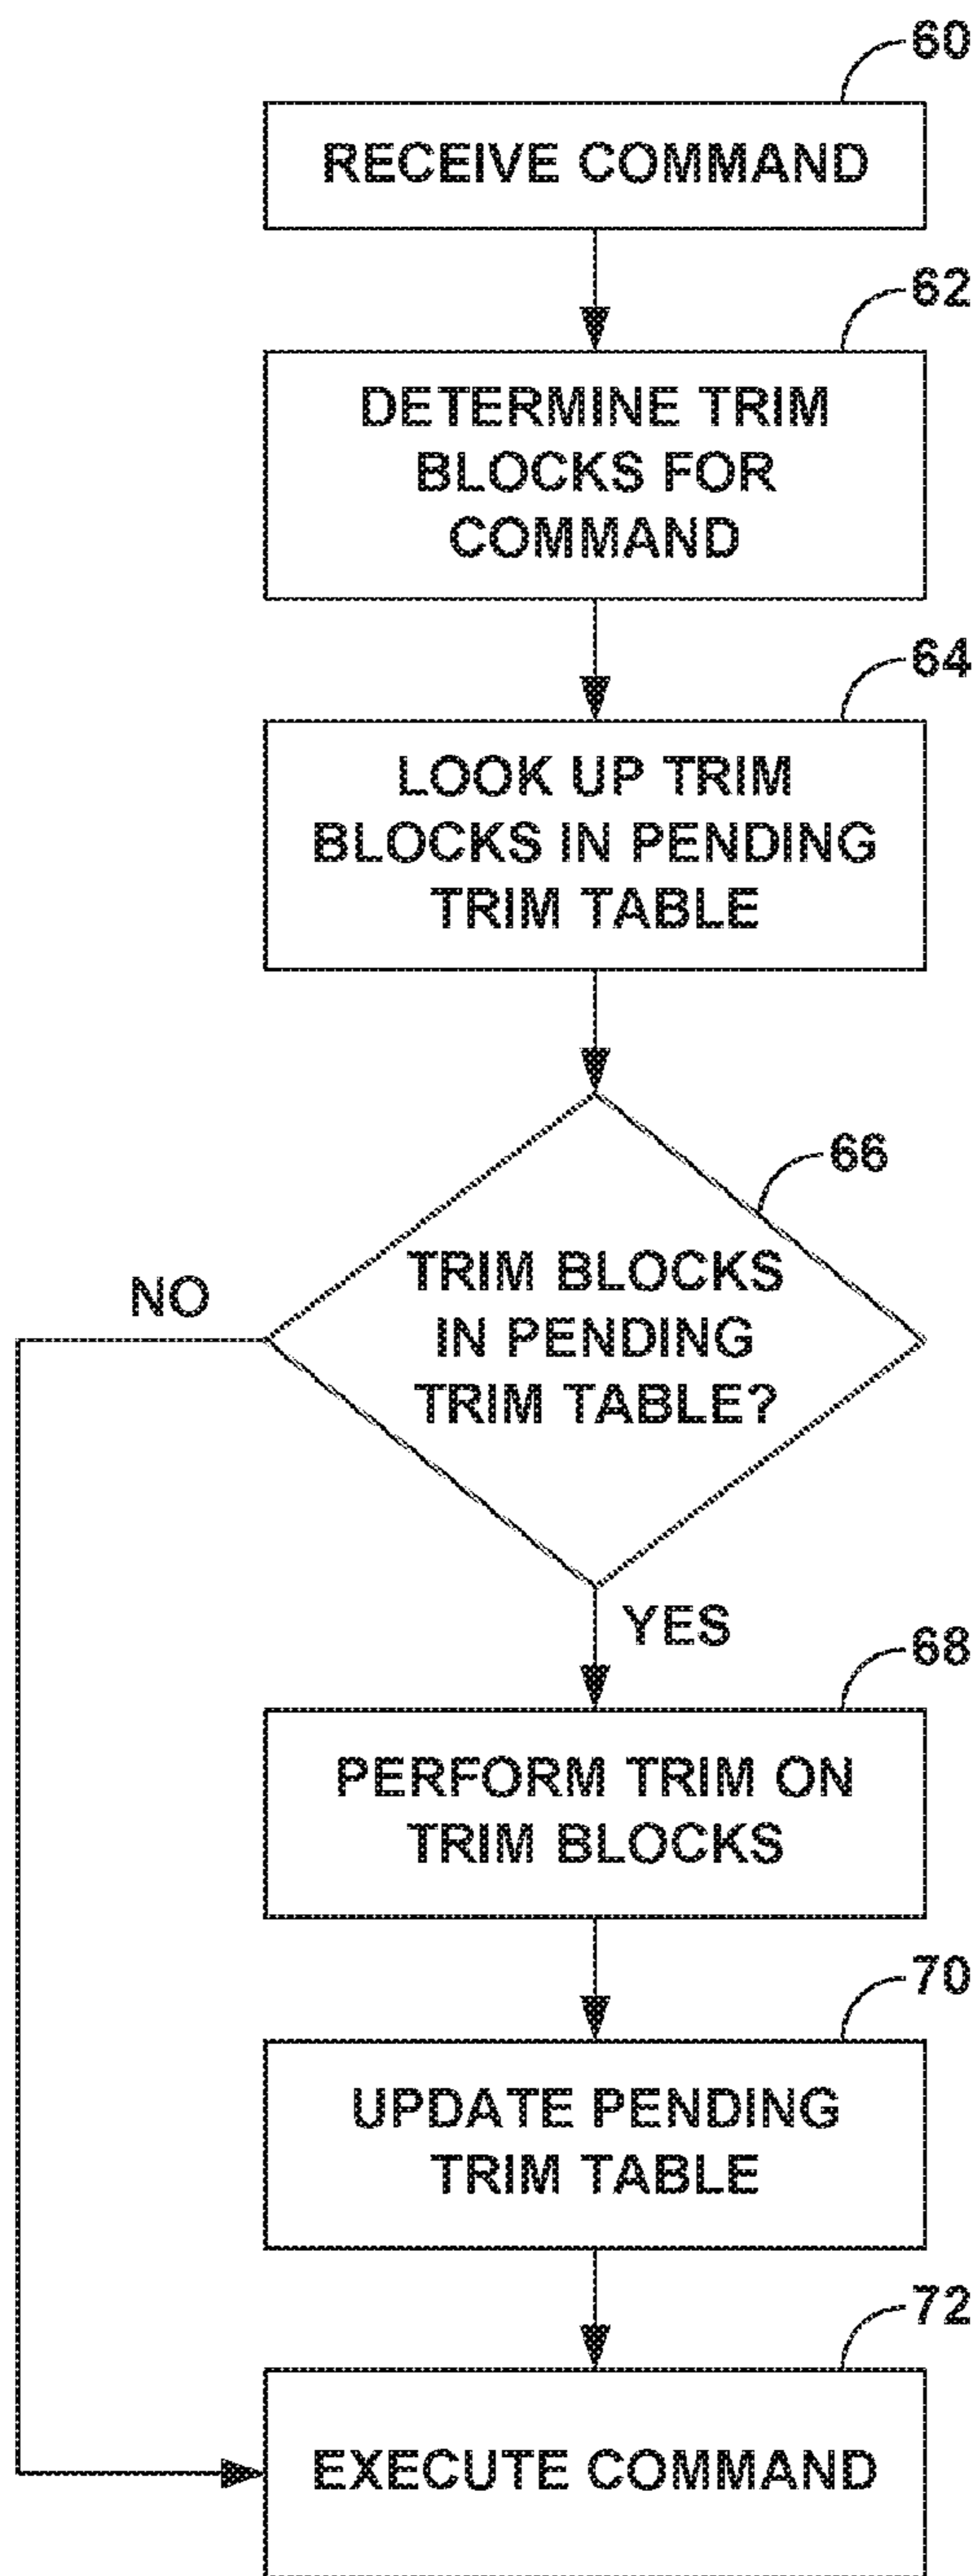 60
RECEIVE COMMAND
62
DETERMINE TRIM
BLOCKS FOR
COMMAND
64
LOOK UP TRIM
BLOCKS IN PENDING
TRIM TABLE
66
TRIM BLOCKS
IN PENDING
TRIM TABLE?
NO
YES
68
PERFORM TRIM ON
TRIM BLOCKS
70
UPDATE PENDING
TRIM TABLE
72
EXECUTE COMMAND